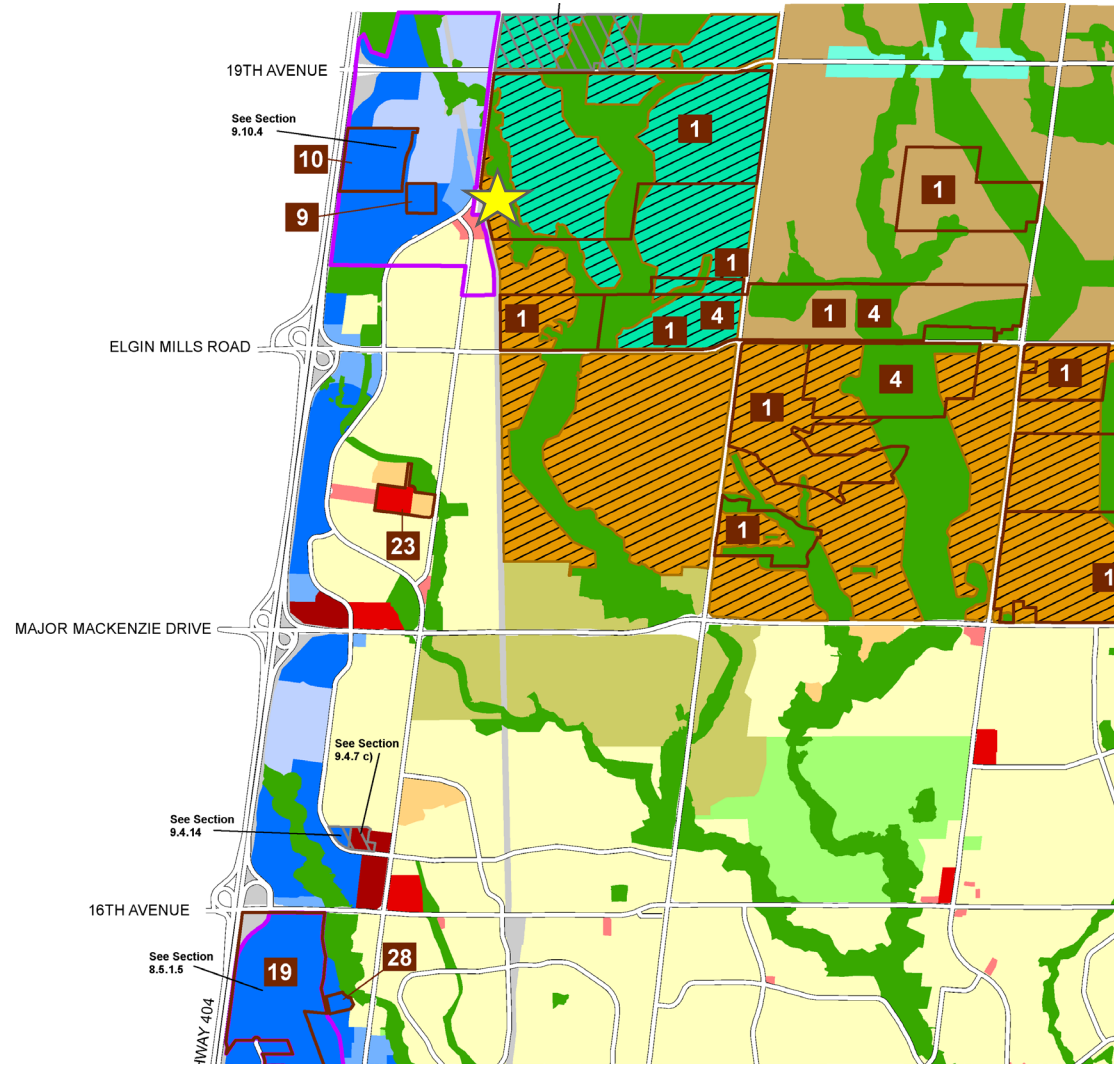 19TH AVENUE
See Section
9.10.4
1
10
1
9
1
1
1
4
1
4
1
ELGIN MILLS ROAD
4
1
1
1
23
1
MAJOR MACKENZIE DRIVE
See Section
9.4.7 c)
See Section
9.4.14
16TH AVENUE
28
See Section
8.5.1.5
19
HWAY 404